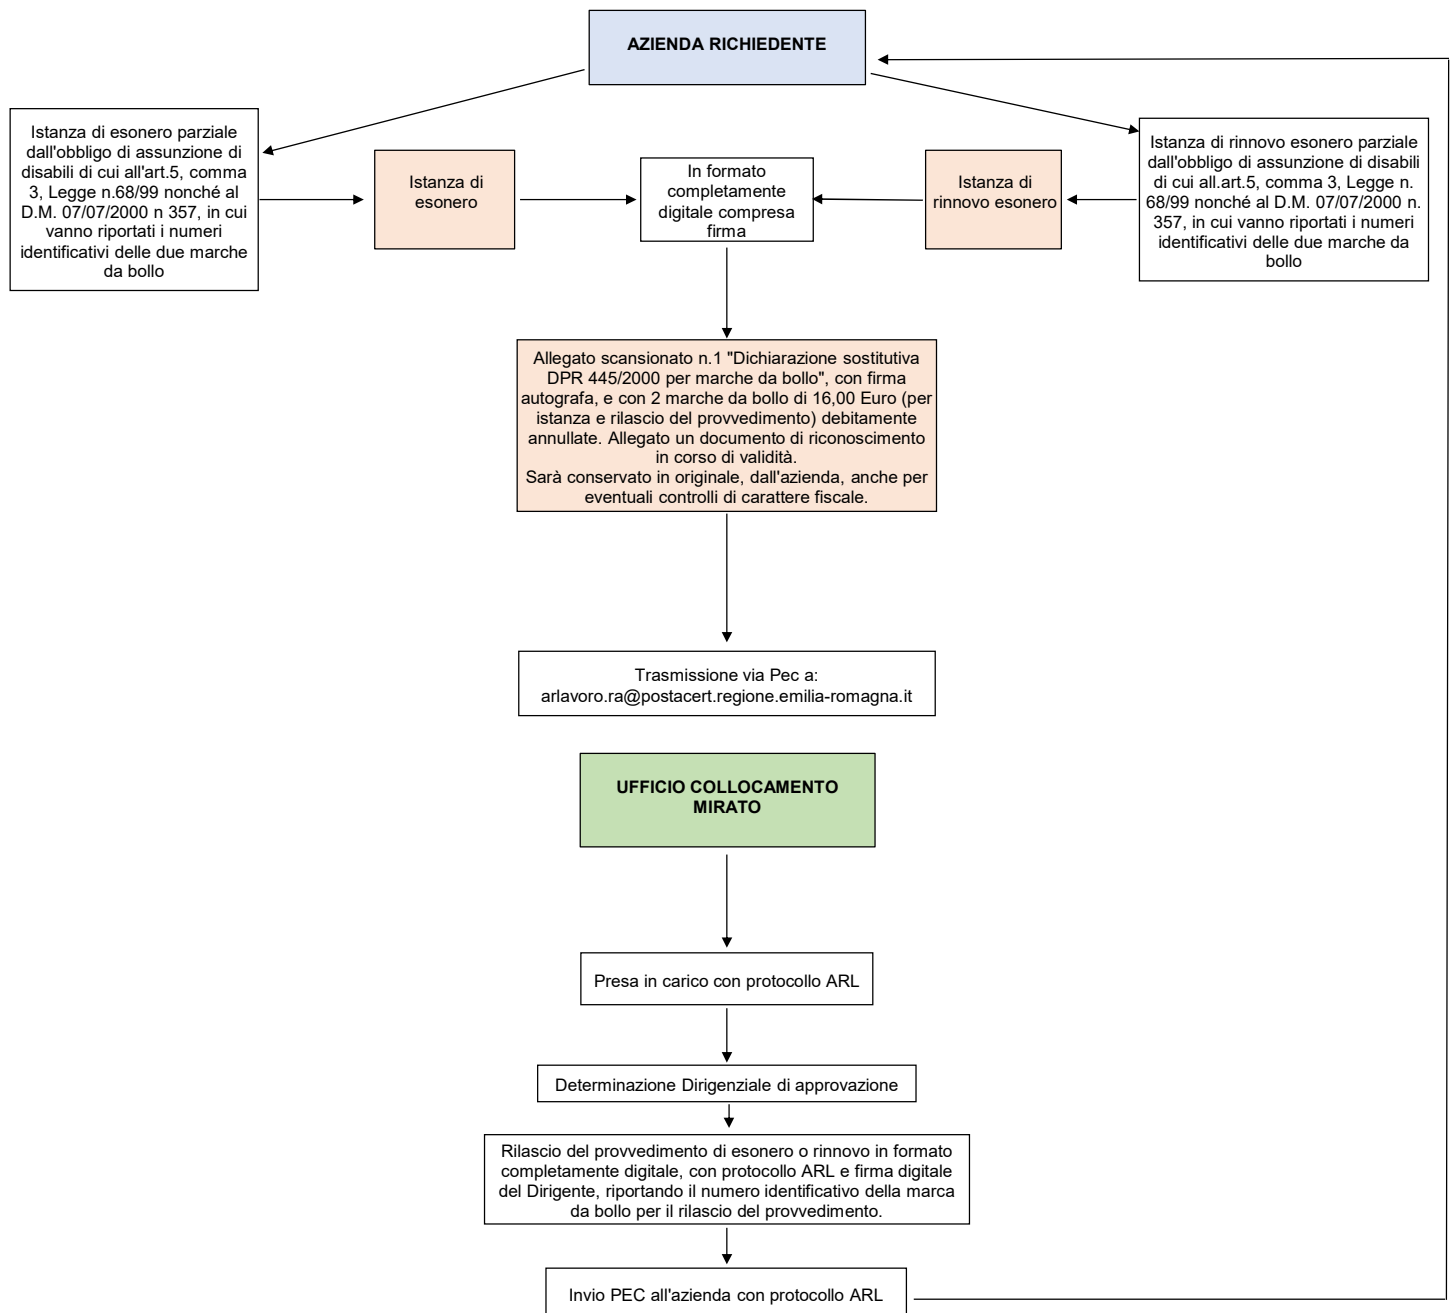 AZIENDA RICHIEDENTE
Istanza di esonero parziale
dall'obbligo di assunzione di
disabili di cui all'art.5, comma
3, Legge n.68/99 nonché al
D.M. 07/07/2000 n 357, in cui
vanno riportati i numeri
identificativi delle due marche
da bollo
Istanza di
esonero
In formato
completamente
digitale compresa
firma
Istanza di
rinnovo esonero
Istanza di rinnovo esonero parziale
dall'obbligo di assunzione di disabili
di cui all.art.5, comma 3, Legge n.
68/99 nonché al D.M. 07/07/2000 n.
357, in cui vanno riportati i numeri
identificativi delle due marche da
bollo
Allegato scansionato n.1 "Dichiarazione sostitutiva
DPR 445/2000 per marche da bollo", con firma
autografa, e con 2 marche da bollo di 16,00 Euro (per
istanza e rilascio del provvedimento) debitamente
annullate. Allegato un documento di riconoscimento
in corso di validità.
Sarà conservato in originale, dall'azienda, anche per
eventuali controlli di carattere fiscale.
Trasmissione via Pec a:
arlavoro.ra@postacert.regione.emilia-romagna.it
UFFICIO COLLOCAMENTO
MIRATO
Presa in carico con protocollo ARL
Determinazione Dirigenziale di approvazione
Rilascio del provvedimento di esonero o rinnovo in formato
completamente digitale, con protocollo ARL e firma digitale
del Dirigente, riportando il numero identificativo della marca
da bollo per il rilascio del provvedimento.
Invio PEC all'azienda con protocollo ARL